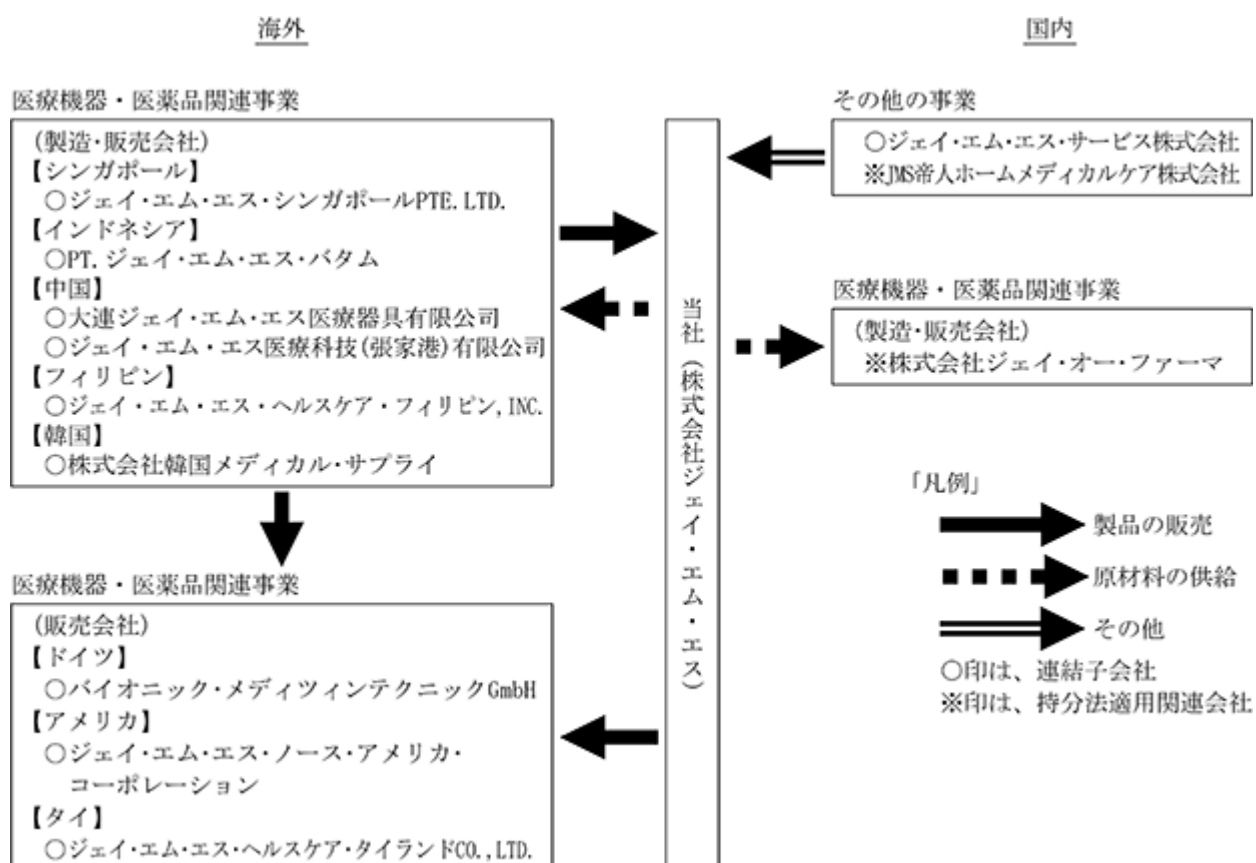 海外
医療機器・医薬品関連事業
(製造・販売会社)
【シンガポール】
○ジェイ・エム・エス・シンガポールPTE.LTD.
【インドネシア】
○PT.ジェイ・エム・エス・バタム
【中国】
○大連ジェイ・エム・エス医療器具有限公司
○ジェイ・エム・エス医療科技(張家港)有限公司
【フィリピン】
○ジェイ・エム・エス・ヘルスケア・フィリピン,INC.
【韓国】
○株式会社韓国メディカル・サプライ
医療機器・医薬品関連事業
(販売会社)
【ドイツ】
○バイオニック・メディツィンテクニックGmbH
【アメリカ】
○ジェイ・エム・エス・ノース・アメリカ・
コーポレーション
【タイ】
○ジェイ・エム・エス・ヘルスケア・タイランドCO.,LTD.
当社(株式会社ジェイ・エム・エス)
国内
その他の事業
○ジェイ・エム・エス・サービス株式会社
※JMS帝人ホームメディカルケア株式会社
医療機器・医薬品関連事業
(製造・販売会社)
※株式会社ジェイ・オー・ファーマ
「凡例」
製品の販売
原材料の供給
その他
○印は、連結子会社
※印は、持分法適用関連会社